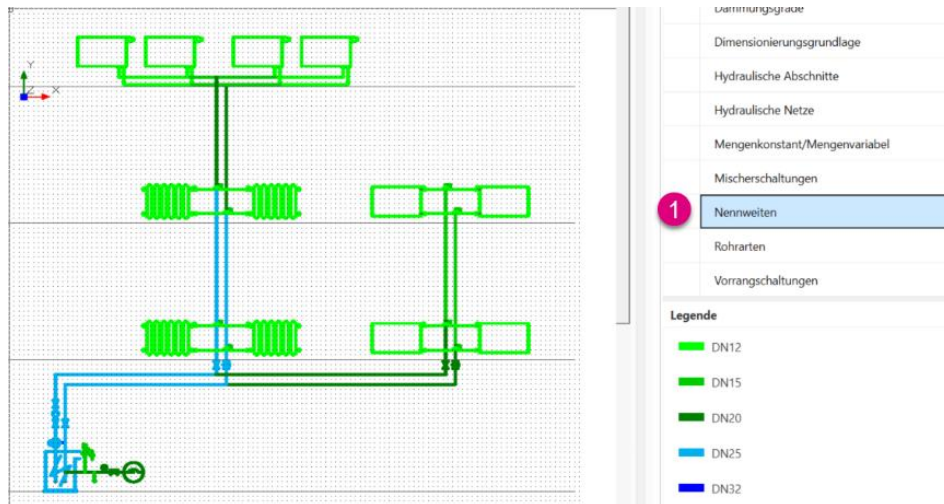 Dämmungsgrade
Dimensionierungsgrundlage
Hydraulische Abschnitte
Hydraulische Netze
Mengenkonstant/Mengenvariabel
Mischerschaltungen
1
Nennweiten
Rohrarten
Vorrangschaltungen
Legende
DN12
DN15
DN20
DN25
DN32
Y
Z
X